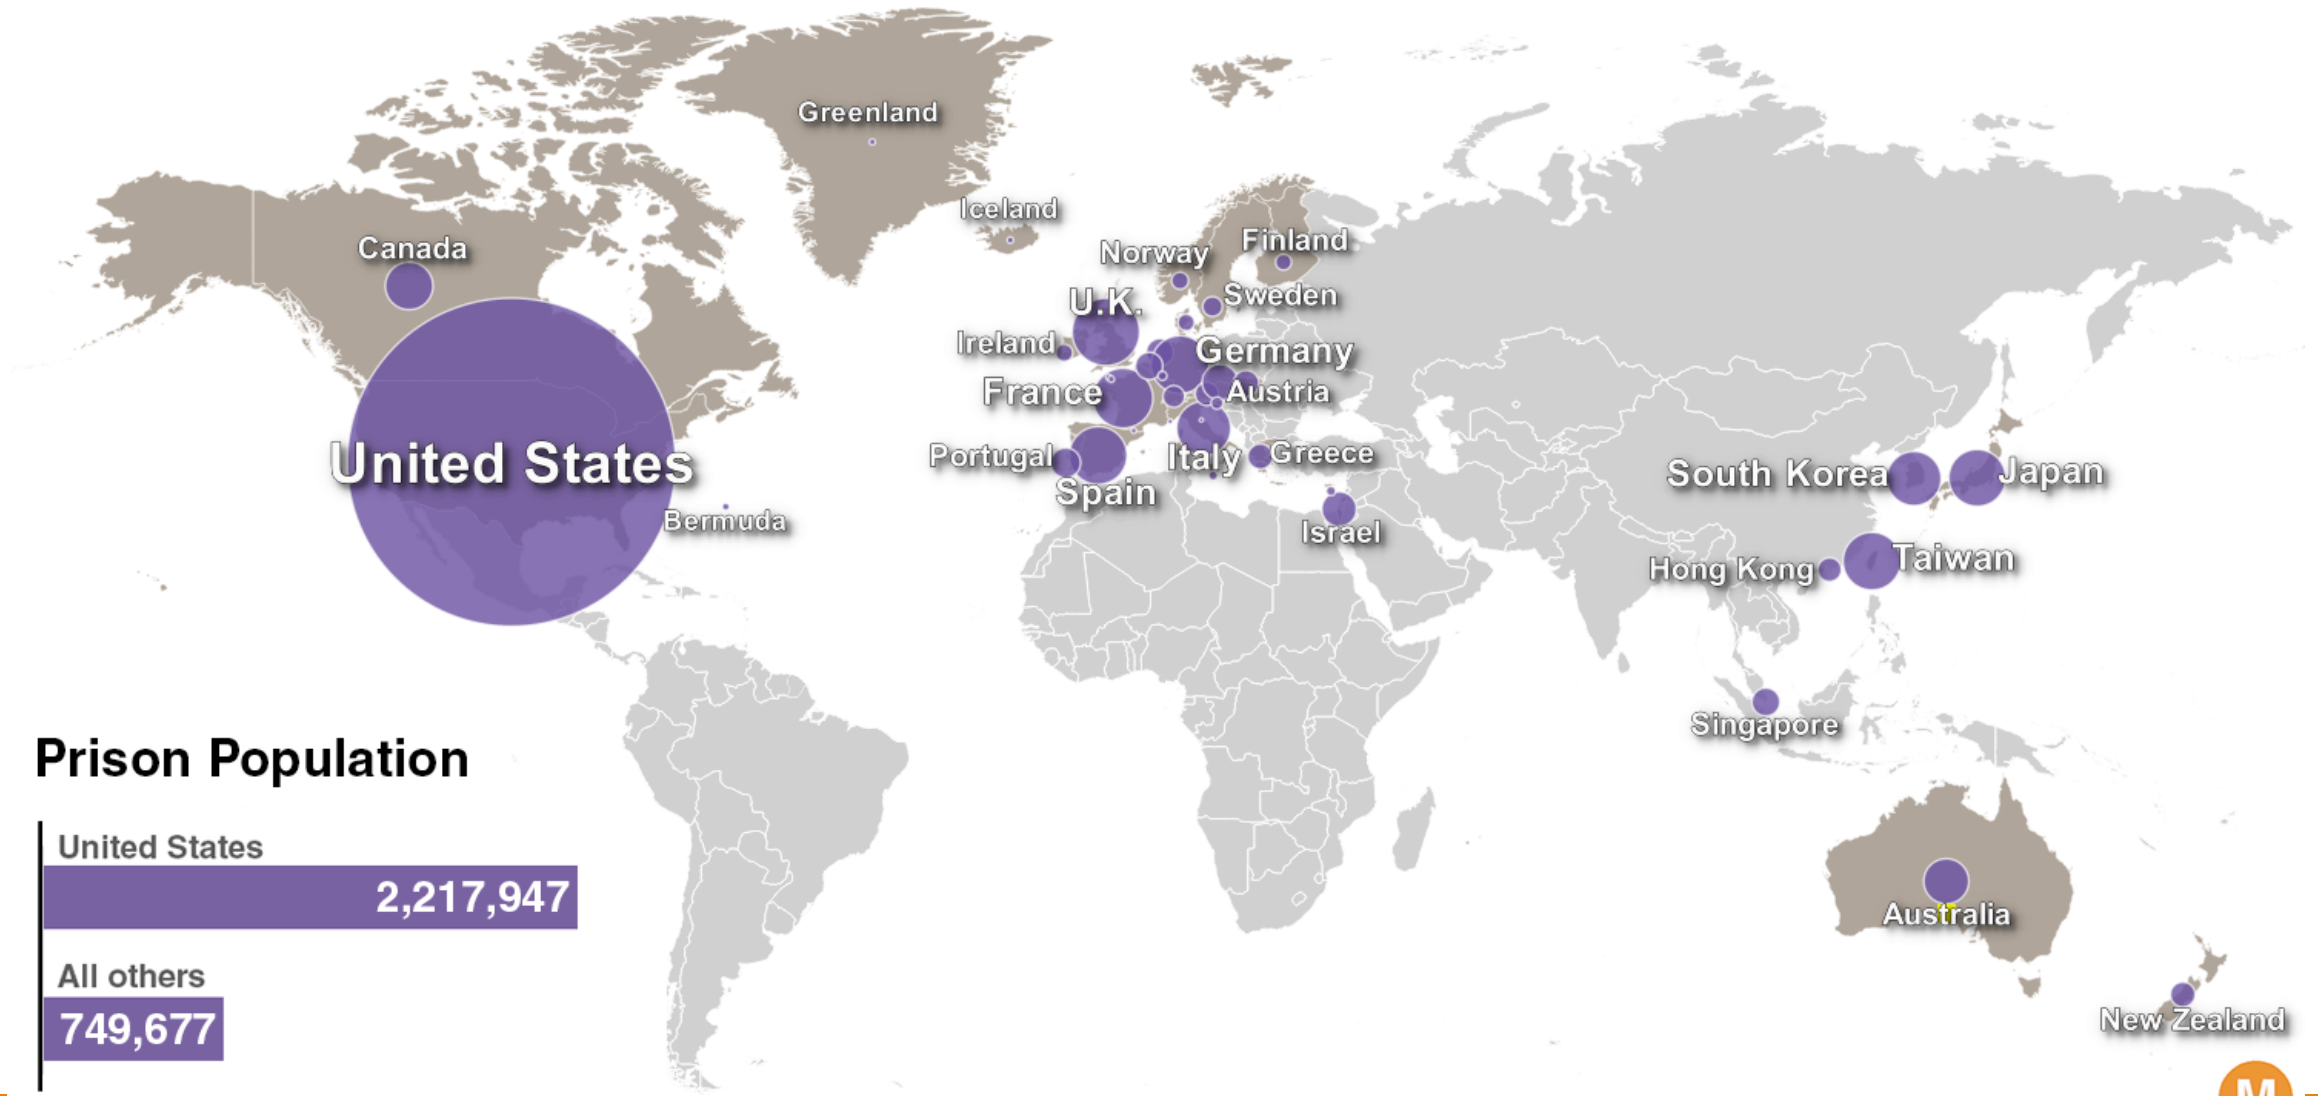 Greenland
Iceland
Canada
Norway
Finland
U.K.
Sweden
Ireland
Germany
France
Austria
United States
Portugal
Italy
Greece
Spain
Bermuda
Israel
South Korea
Japan
Hong Kong
Taiwan
Singapore
Australia
New Zealand
Prison Population
United States
2,217,947
All others
749,677
M